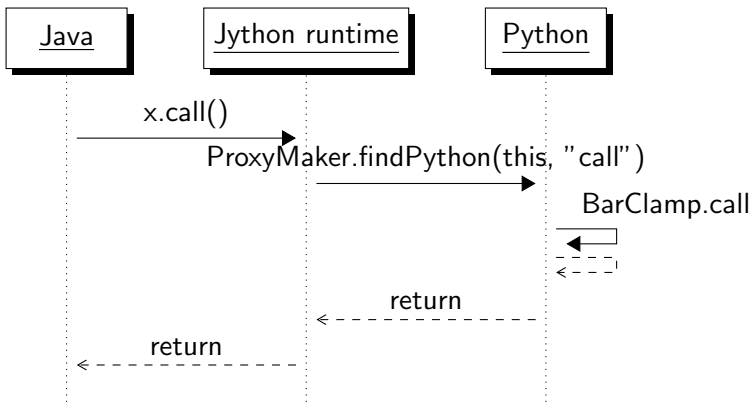 Java
Jython runtime
Python
x.call()
ProxyMaker.findPython(this, ”call”)
BarClamp.call
return
return